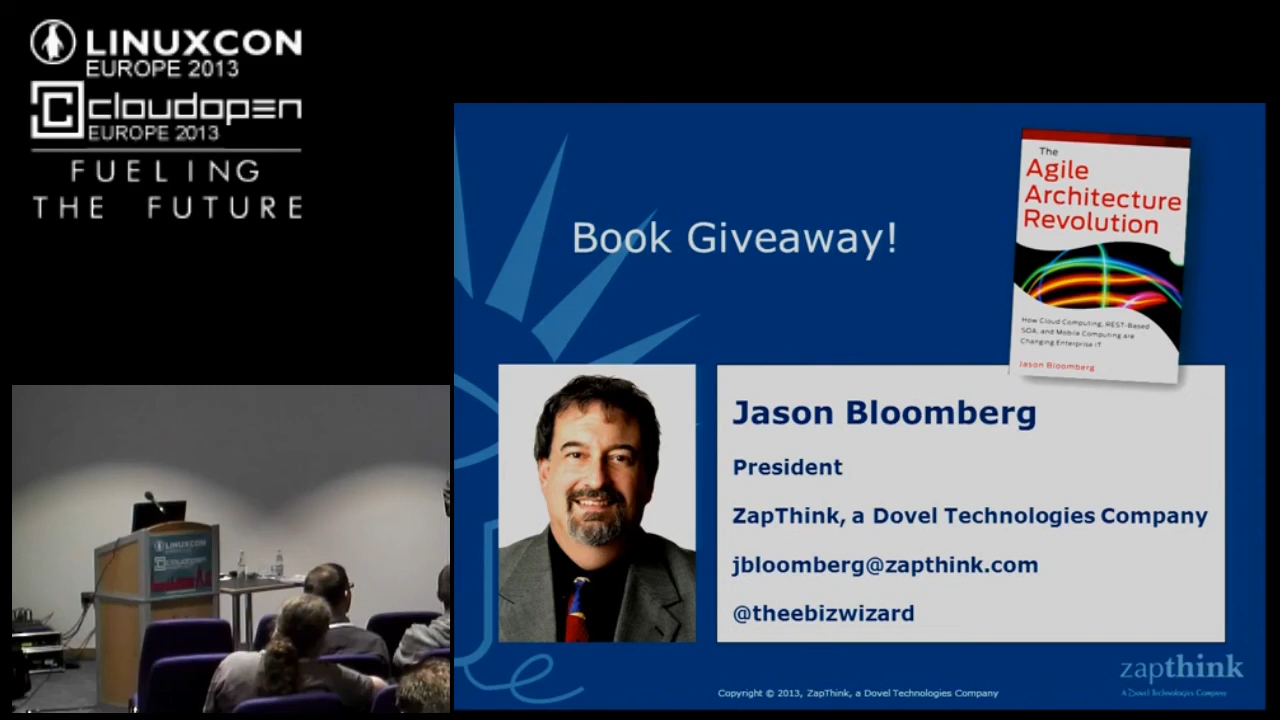 LINUXCON
EUROPE 2013
cloudopen
EUROPE 2013
FUELING
THE FUTURE
Book Giveaway!
The
Agile
Architecture
Revolution
How Cloud Computing, REST-Based
SOA, and Mobile Computing are
Changing Enterprise IT
Jason Bloomberg
Jason Bloomberg
President
ZapThink, a Dovel Technologies Company
jbloomberg@zapthink.com
@theebizwizard
zapthink
A Dovel Technologies Company
Copyright © 2013, ZapThink, a Dovel Technologies Company
LINUXCON
cloudopen